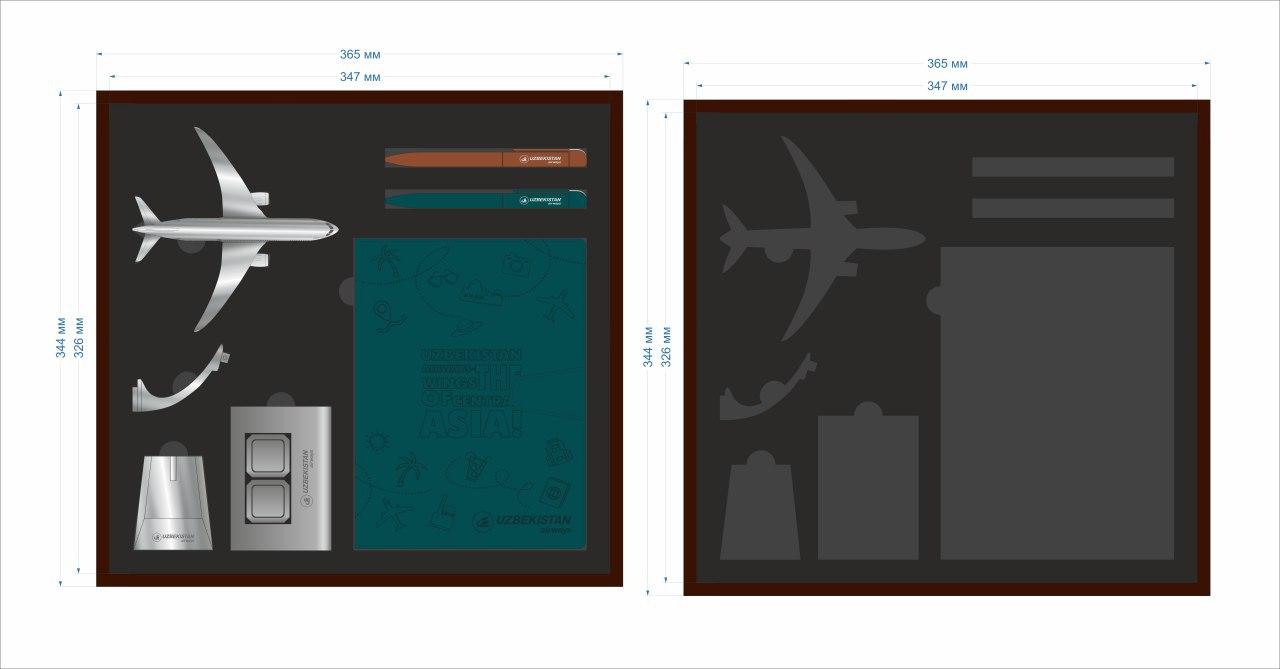 365 мм
347 мм
344 мм
326 мм
UZBEKISTAN
airways
UZBEKISTAN
airways
UZBEKISTAN
AIRWAYS-
WINGS THE
OF CENTRAL
ASIA!
UZBEKISTAN
airways
UZBEKISTAN
airways
UZBEKISTAN
airways
365 мм
347 мм
344 мм
326 мм